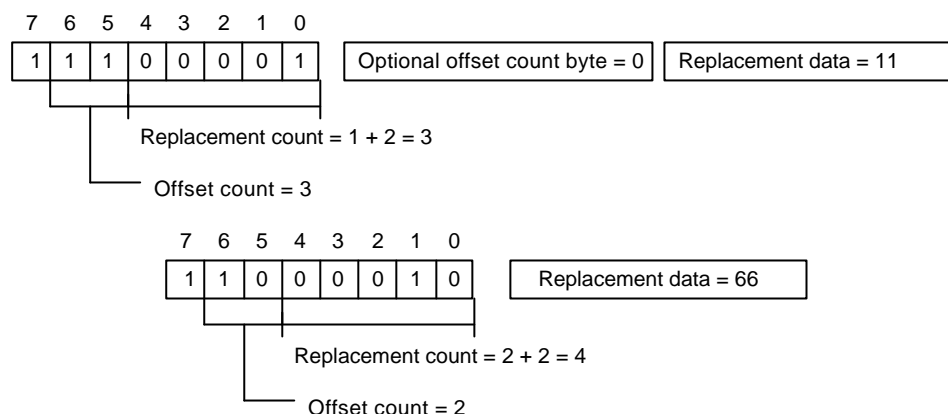 7 6 5 4 3 2 1 0
1 1 1 0 0 0 0 1 Optional offset count byte = 0 Replacement data = 11
Replacement count = 1 + 2 = 3
Offset count = 3
7 6 5 4 3 2 1 0
1 1 0 0 0 0 1 0 Replacement data = 66
Replacement count = 2 + 2 = 4
Offset count = 2